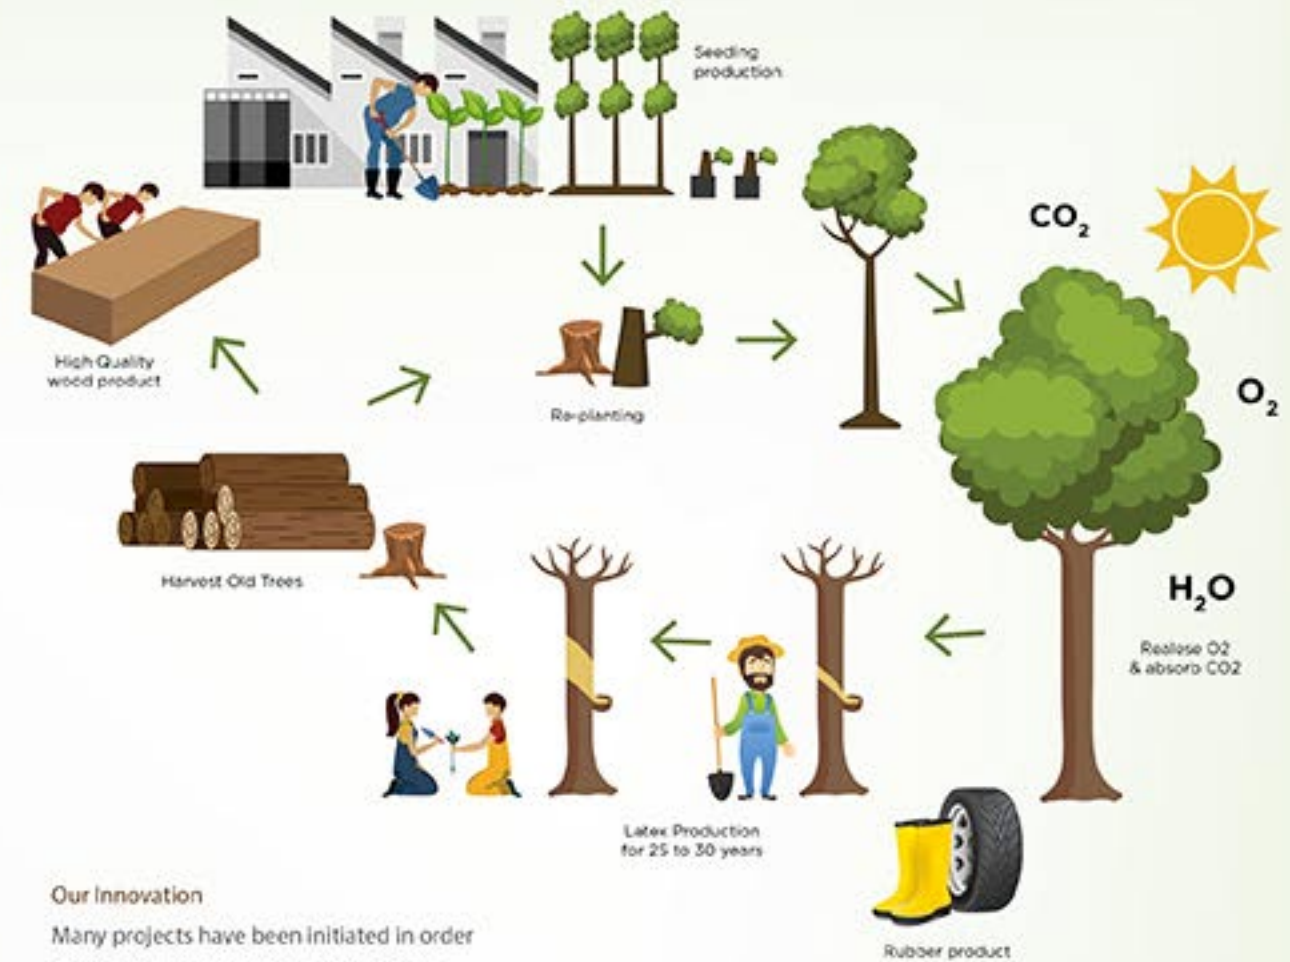 Seeding
production
CO2
O2
High Quality
wood product
Re-planting
Harvest Old Trees
H2O
Realese O2
& absorb CO2
Latex Production
for 25 to 30 years
Rubber product
Our Innovation
Many projects have been initiated in order